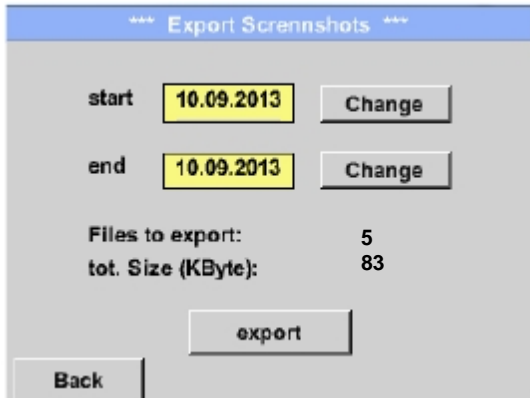 *** Export Scrennshots ***
start 10.09.2013 Change
end 10.09.2013 Change
Files to export: 5
tot. Size (KByte): 83
export
Back